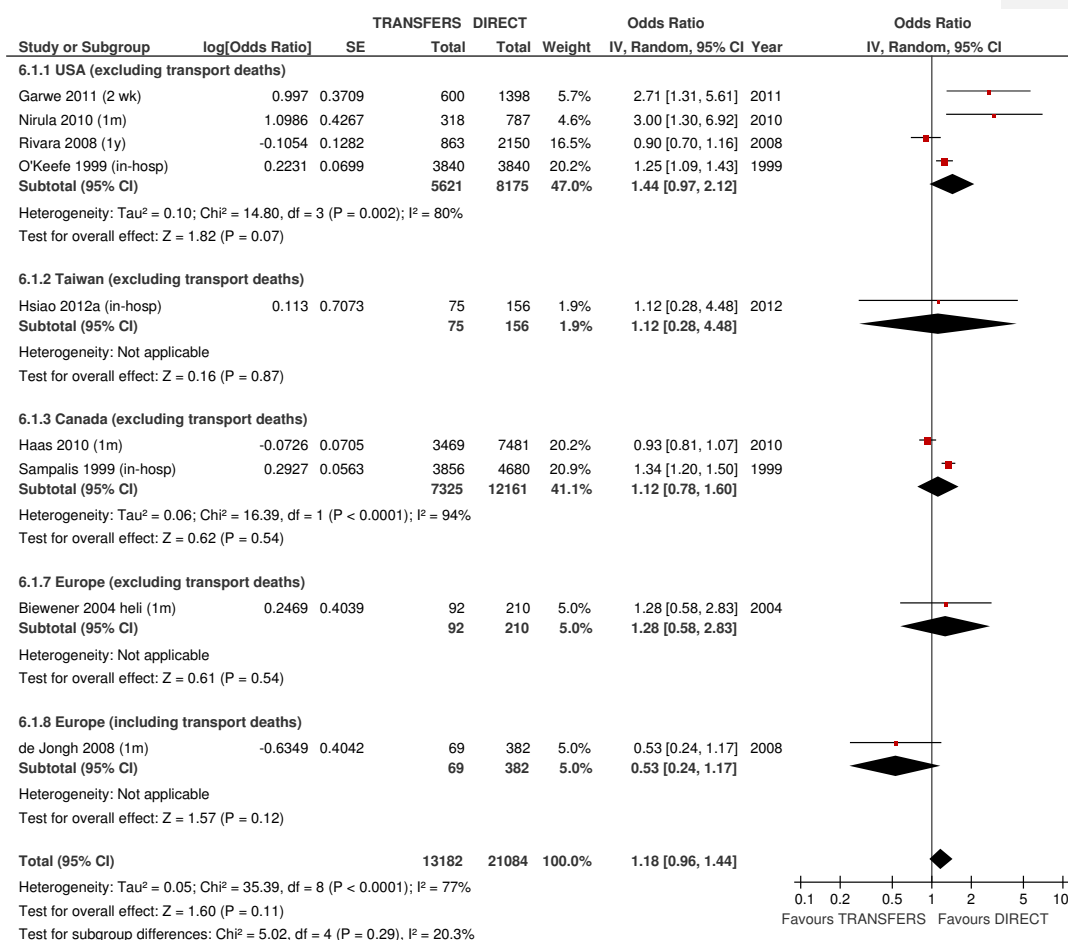 TRANSFERS DIRECT Odds Ratio Odds Ratio
Study or Subgroup log[Odds Ratio] SE Total Total Weight IV, Random, 95% CI Year IV, Random, 95% CI
6.1.1 USA (excluding transport deaths)
Garwe 2011 (2 wk) 0.997 0.3709 600 1398 5.7% 2.71 [1.31, 5.61] 2011
Nirula 2010 (1m) 1.0986 0.4267 318 787 4.6% 3.00 [1.30, 6.92] 2010
Rivara 2008 (1y) -0.1054 0.1282 863 2150 16.5% 0.90 [0.70, 1.16] 2008
O'Keefe 1999 (in-hosp) 0.2231 0.0699 3840 3840 20.2% 1.25 [1.09, 1.43] 1999
Subtotal (95% CI) 5621 8175 47.0% 1.44 [0.97, 2.12]
Heterogeneity: Tau² = 0.10; Chi² = 14.80, df = 3 (P = 0.002); I² = 80%
Test for overall effect: Z = 1.82 (P = 0.07)
6.1.2 Taiwan (excluding transport deaths)
Hsiao 2012a (in-hosp) 0.113 0.7073 75 156 1.9% 1.12 [0.28, 4.48] 2012
Subtotal (95% CI) 75 156 1.9% 1.12 [0.28, 4.48]
Heterogeneity: Not applicable
Test for overall effect: Z = 0.16 (P = 0.87)
6.1.3 Canada (excluding transport deaths)
Haas 2010 (1m) -0.0726 0.0705 3469 7481 20.2% 0.93 [0.81, 1.07] 2010
Sampalis 1999 (in-hosp) 0.2927 0.0563 3856 4680 20.9% 1.34 [1.20, 1.50] 1999
Subtotal (95% CI) 7325 12161 41.1% 1.12 [0.78, 1.60]
Heterogeneity: Tau² = 0.06; Chi² = 16.39, df = 1 (P < 0.0001); I² = 94%
Test for overall effect: Z = 0.62 (P = 0.54)
6.1.7 Europe (excluding transport deaths)
Biewener 2004 heli (1m) 0.2469 0.4039 92 210 5.0% 1.28 [0.58, 2.83] 2004
Subtotal (95% CI) 92 210 5.0% 1.28 [0.58, 2.83]
Heterogeneity: Not applicable
Test for overall effect: Z = 0.61 (P = 0.54)
6.1.8 Europe (including transport deaths)
de Jongh 2008 (1m) -0.6349 0.4042 69 382 5.0% 0.53 [0.24, 1.17] 2008
Subtotal (95% CI) 69 382 5.0% 0.53 [0.24, 1.17]
Heterogeneity: Not applicable
Test for overall effect: Z = 1.57 (P = 0.12)
Total (95% CI) 13182 21084 100.0% 1.18 [0.96, 1.44]
Heterogeneity: Tau² = 0.05; Chi² = 35.39, df = 8 (P < 0.0001); I² = 77%
Test for overall effect: Z = 1.60 (P = 0.11)
Test for subgroup differences: Chi² = 5.02, df = 4 (P = 0.29), I² = 20.3%
0.1 0.2 0.5 1 2 5 10
Favours TRANSFERS Favours DIRECT